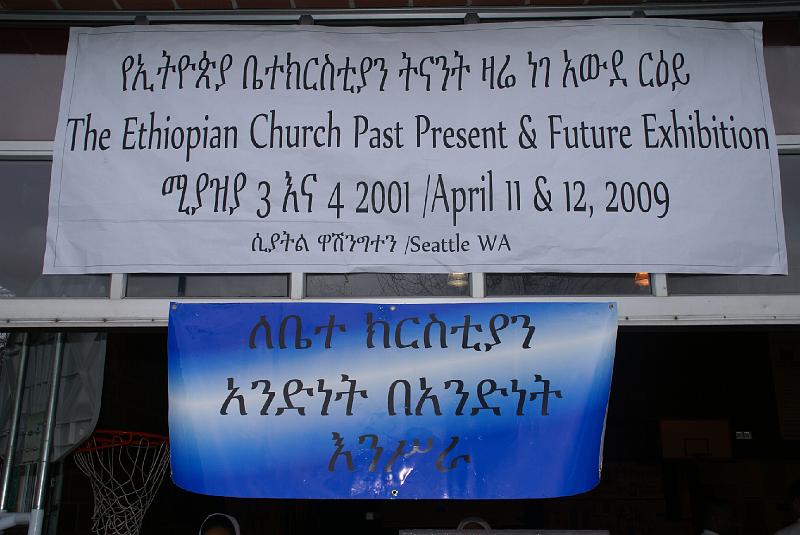 የኢትዮጵያ ቤተክርስቲያን ትናንት ዛሬ ነገ አውደ ርዕይ
The Ethiopian Church Past Present & Future Exhibition
ሚያዝያ 3 እና 4 2001 /April 11 & 12, 2009
ሲያትል ዋሽንግተን /Seattle WA
ለቤተ ክርስቲያን
አንድነት በአንድነት
እንሥራ